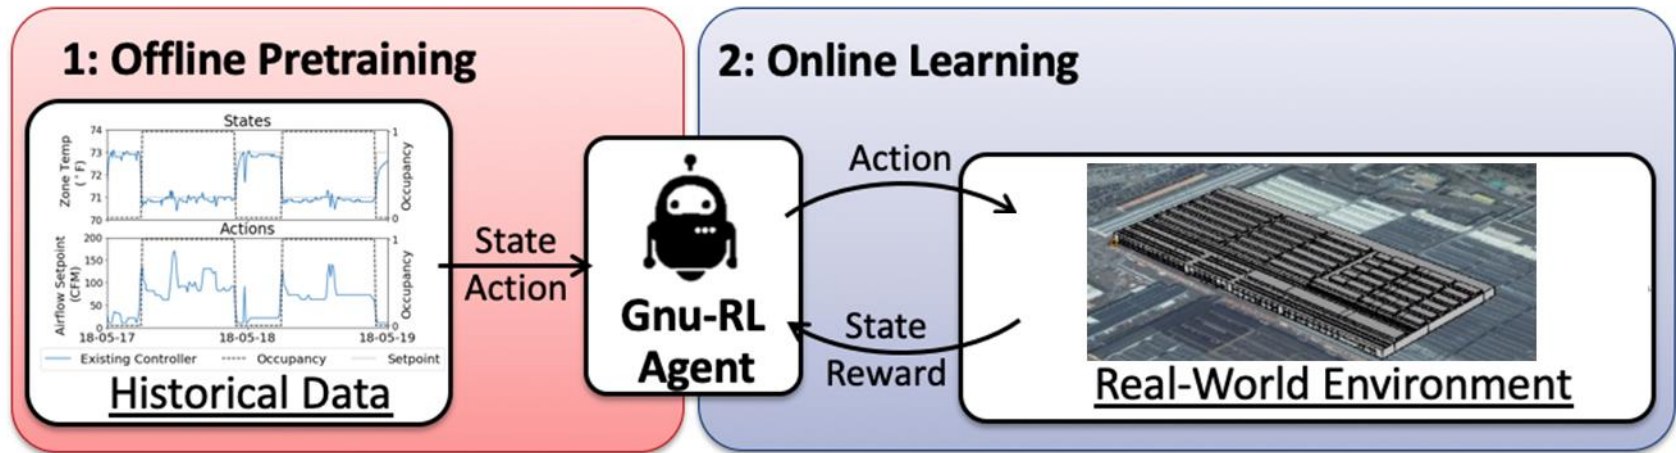 1: Offline Pretraining
States
Zone Temp
(°F)
74
73
72
71
70
1
0
Occupancy
Actions
Airflow Setpoint
(CFM)
200
150
100
50
0
1
0
Occupancy
18-05-17
18-05-18
18-05-19
Existing Controller
Occupancy
Setpoint
Historical Data
State
Action
Gnu-RL
Agent
2: Online Learning
Action
State
Reward
Real-World Environment